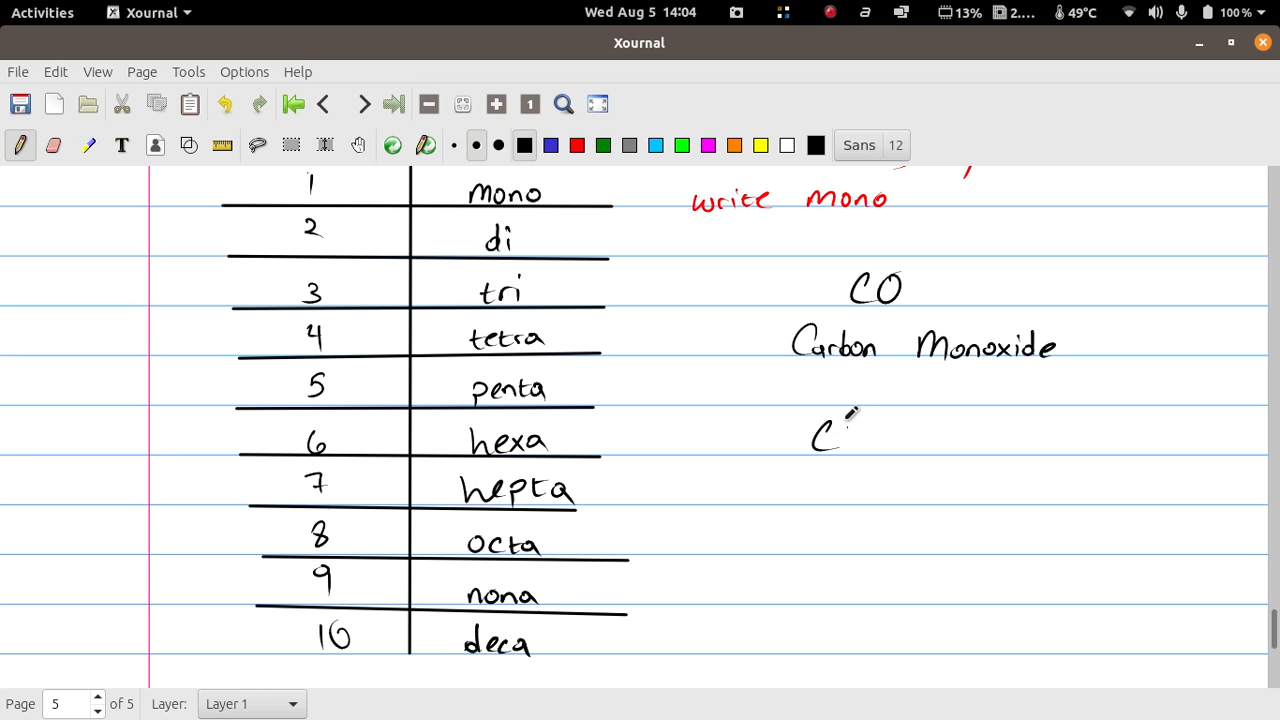 Activities Xournal Wed Aug 5 14:04 a 13% 2.... 49°C 100 %
Xournal
File Edit View Page Tools Options Help
1
T Sans 12
1 mono
write mono
2 di
3 tri
CO
4 tetra
Carbon Monoxide
5 penta
6 hexa
C
7 hepta
8 octa
9 nona
10 deca
Page 5 of 5 Layer: Layer 1